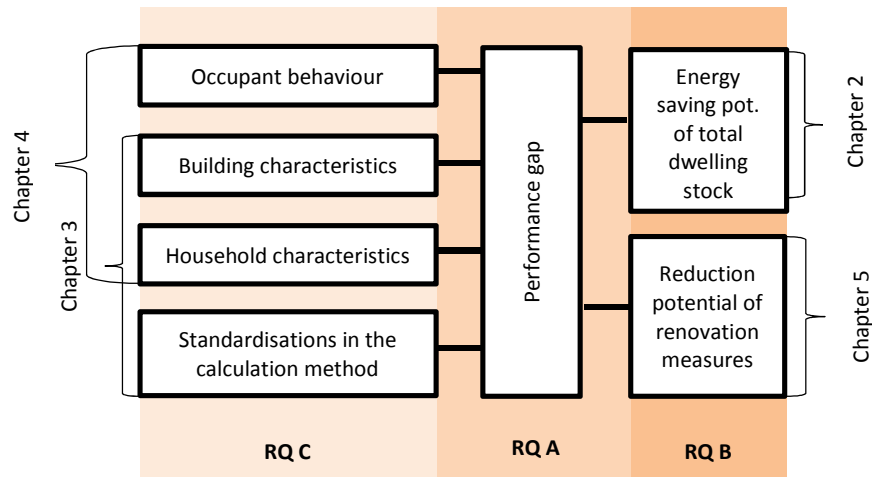 Chapter 4
Chapter 3
Occupant behaviour
Building characteristics
Household characteristics
Standardisations in the
calculation method
Performance gap
Energy
saving pot.
of total
dwelling
stock
Reduction
potential of
renovation
measures
Chapter 2
Chapter 5
RQ C
RQ A
RQ B